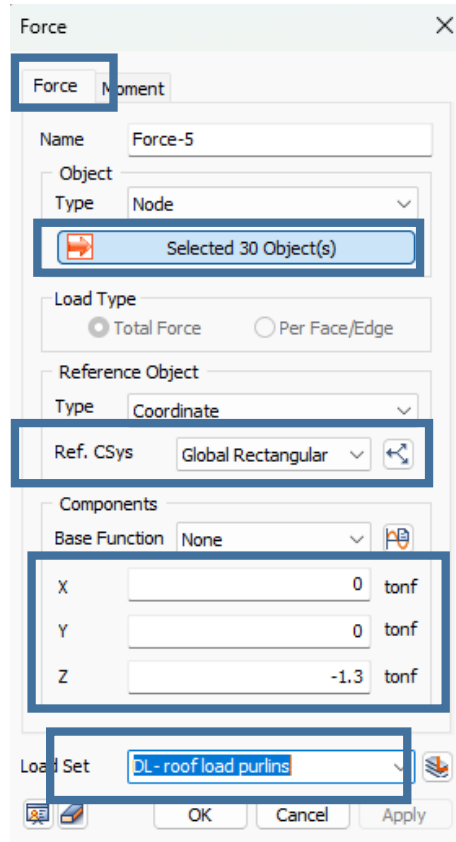 Force
Force Moment
Name Force-5
Object
Type Node
Selected 30 Object(s)
Load Type
Total Force Per Face/Edge
Reference Object
Type Coordinate
Ref. CSys Global Rectangular
Components
Base Function None
X 0 tonf
Y 0 tonf
Z -1.3 tonf
Load Set DL- roof load purlins
OK Cancel Apply